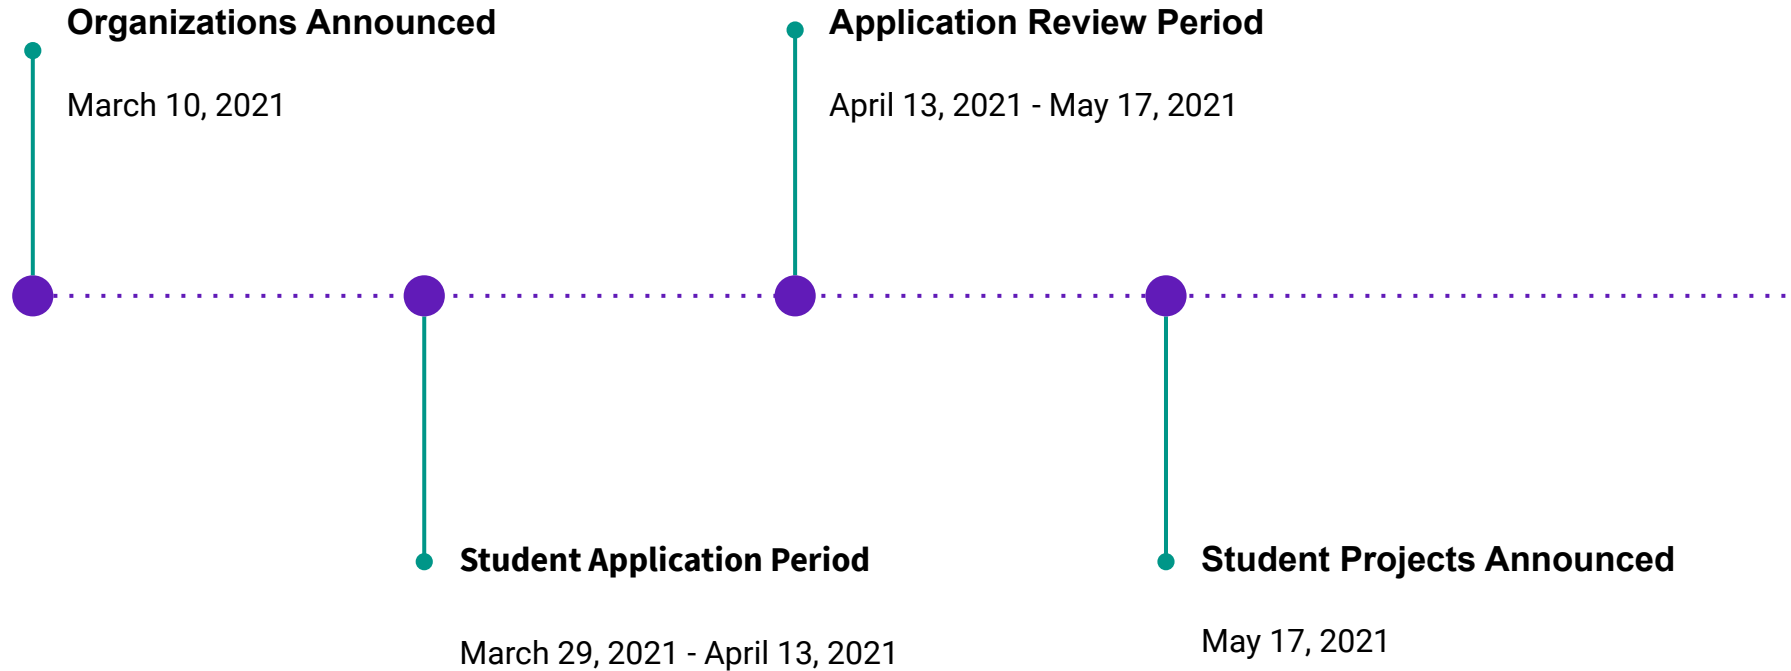 Organizations Announced
March 10, 2021
Application Review Period
April 13, 2021 - May 17, 2021
Student Application Period
March 29, 2021 - April 13, 2021
Student Projects Announced
May 17, 2021